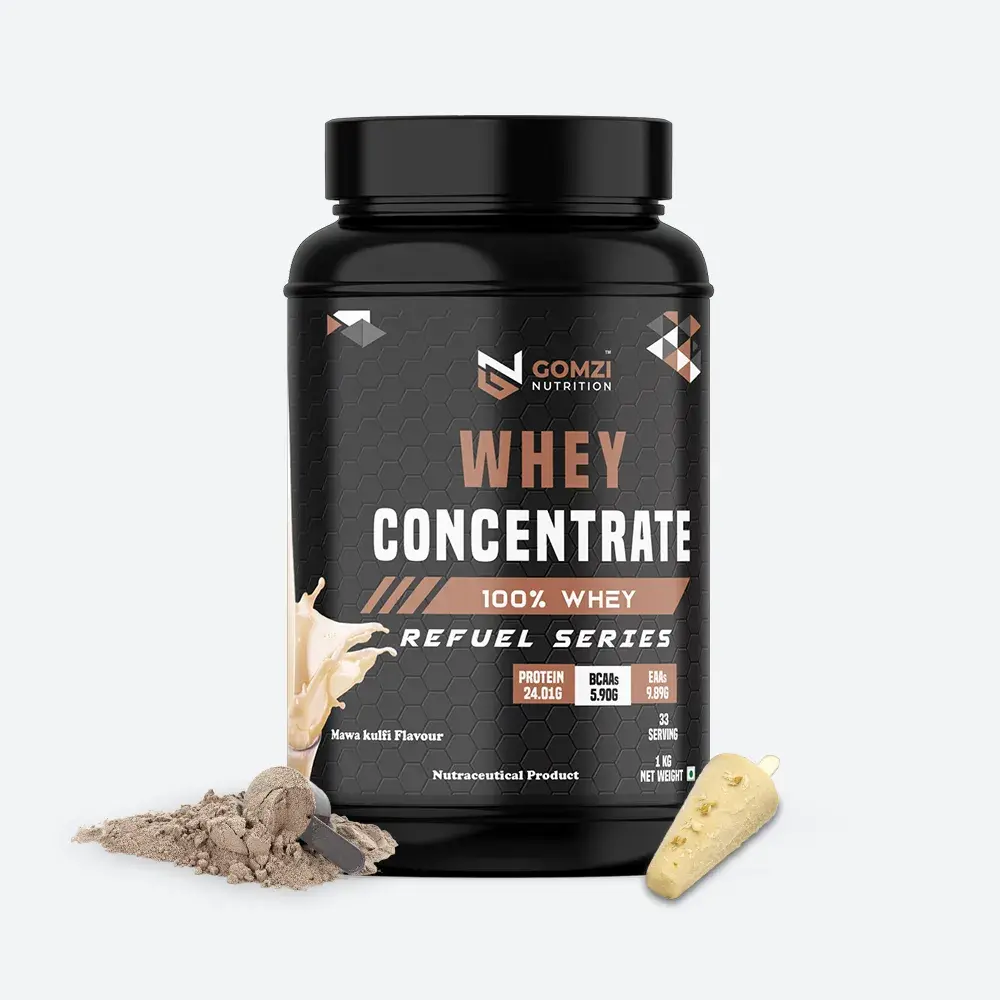 GOMZI™
NUTRITION
WHEY
CONCENTRATE
100% WHEY
REFUEL SERIES
PROTEIN
24.01G
BCAAs
5.90G
EAAs
9.89G
33
SERVING
Mawa kulfi Flavour
1 KG
NET WEIGHT
Nutraceutical Product